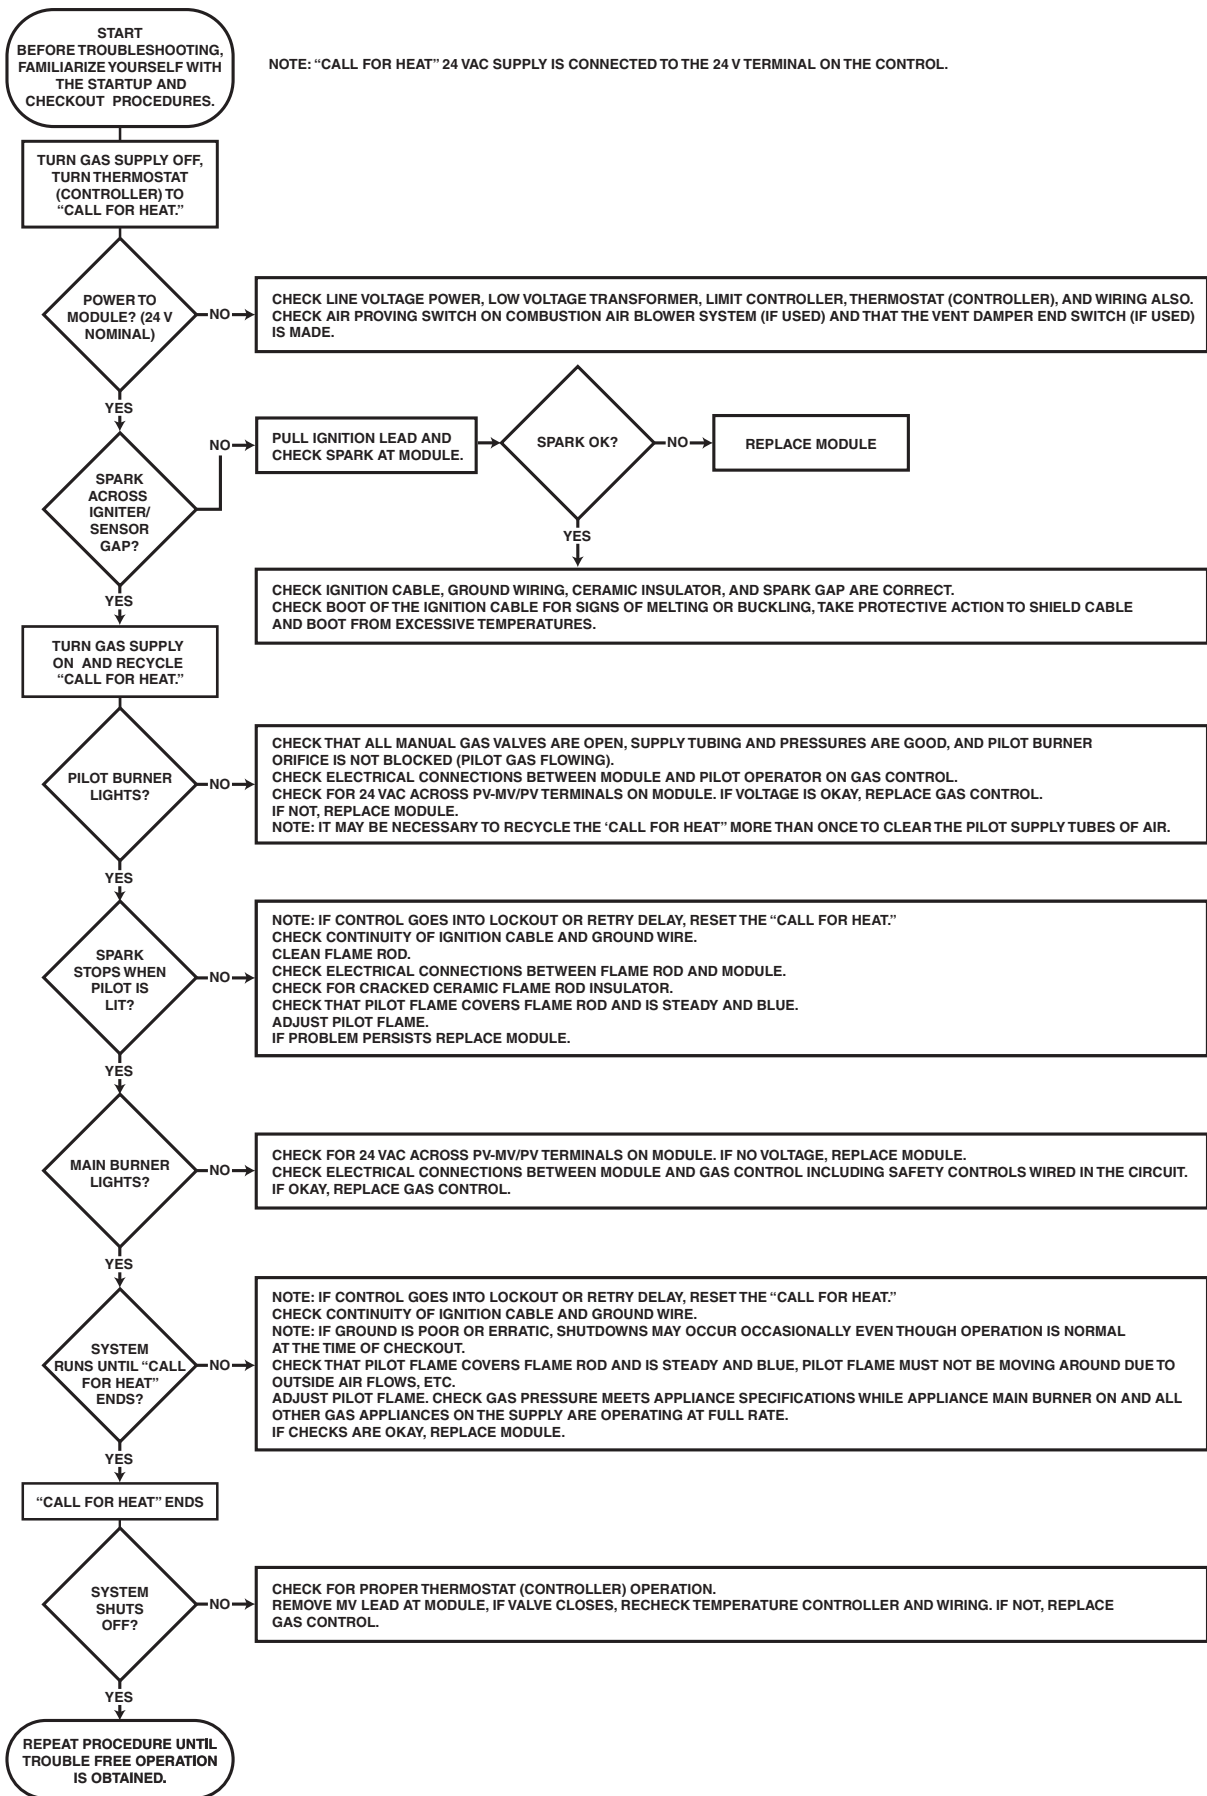 START
BEFORE TROUBLESHOOTING,
FAMILIARIZE YOURSELF WITH
THE STARTUP AND
CHECKOUT PROCEDURES.
NOTE: “CALL FOR HEAT” 24 VAC SUPPLY IS CONNECTED TO THE 24 V TERMINAL ON THE CONTROL.
TURN GAS SUPPLY OFF,
TURN THERMOSTAT
(CONTROLLER) TO
“CALL FOR HEAT.”
POWER TO
MODULE? (24 V
NOMINAL)
NO
CHECK LINE VOLTAGE POWER, LOW VOLTAGE TRANSFORMER, LIMIT CONTROLLER, THERMOSTAT (CONTROLLER), AND WIRING ALSO.
CHECK AIR PROVING SWITCH ON COMBUSTION AIR BLOWER SYSTEM (IF USED) AND THAT THE VENT DAMPER END SWITCH (IF USED)
IS MADE.
YES
SPARK
ACROSS
IGNITER/
SENSOR
GAP?
NO
PULL IGNITION LEAD AND
CHECK SPARK AT MODULE.
SPARK OK?
NO
REPLACE MODULE
YES
CHECK IGNITION CABLE, GROUND WIRING, CERAMIC INSULATOR, AND SPARK GAP ARE CORRECT.
CHECK BOOT OF THE IGNITION CABLE FOR SIGNS OF MELTING OR BUCKLING, TAKE PROTECTIVE ACTION TO SHIELD CABLE
AND BOOT FROM EXCESSIVE TEMPERATURES.
YES
TURN GAS SUPPLY
ON AND RECYCLE
“CALL FOR HEAT.”
PILOT BURNER
LIGHTS?
NO
CHECK THAT ALL MANUAL GAS VALVES ARE OPEN, SUPPLY TUBING AND PRESSURES ARE GOOD, AND PILOT BURNER
ORIFICE IS NOT BLOCKED (PILOT GAS FLOWING).
CHECK ELECTRICAL CONNECTIONS BETWEEN MODULE AND PILOT OPERATOR ON GAS CONTROL.
CHECK FOR 24 VAC ACROSS PV-MV/PV TERMINALS ON MODULE. IF VOLTAGE IS OKAY, REPLACE GAS CONTROL.
IF NOT, REPLACE MODULE.
NOTE: IT MAY BE NECESSARY TO RECYCLE THE ‘CALL FOR HEAT” MORE THAN ONCE TO CLEAR THE PILOT SUPPLY TUBES OF AIR.
YES
SPARK
STOPS WHEN
PILOT IS
LIT?
NO
NOTE: IF CONTROL GOES INTO LOCKOUT OR RETRY DELAY, RESET THE “CALL FOR HEAT.”
CHECK CONTINUITY OF IGNITION CABLE AND GROUND WIRE.
CLEAN FLAME ROD.
CHECK ELECTRICAL CONNECTIONS BETWEEN FLAME ROD AND MODULE.
CHECK FOR CRACKED CERAMIC FLAME ROD INSULATOR.
CHECK THAT PILOT FLAME COVERS FLAME ROD AND IS STEADY AND BLUE.
ADJUST PILOT FLAME.
IF PROBLEM PERSISTS REPLACE MODULE.
YES
MAIN BURNER
LIGHTS?
NO
CHECK FOR 24 VAC ACROSS PV-MV/PV TERMINALS ON MODULE. IF NO VOLTAGE, REPLACE MODULE.
CHECK ELECTRICAL CONNECTIONS BETWEEN MODULE AND GAS CONTROL INCLUDING SAFETY CONTROLS WIRED IN THE CIRCUIT.
IF OKAY, REPLACE GAS CONTROL.
YES
SYSTEM
RUNS UNTIL “CALL
FOR HEAT”
ENDS?
NO
NOTE: IF CONTROL GOES INTO LOCKOUT OR RETRY DELAY, RESET THE “CALL FOR HEAT.”
CHECK CONTINUITY OF IGNITION CABLE AND GROUND WIRE.
NOTE: IF GROUND IS POOR OR ERRATIC, SHUTDOWNS MAY OCCUR OCCASIONALLY EVEN THOUGH OPERATION IS NORMAL
AT THE TIME OF CHECKOUT.
CHECK THAT PILOT FLAME COVERS FLAME ROD AND IS STEADY AND BLUE, PILOT FLAME MUST NOT BE MOVING AROUND DUE TO
OUTSIDE AIR FLOWS, ETC.
ADJUST PILOT FLAME. CHECK GAS PRESSURE MEETS APPLIANCE SPECIFICATIONS WHILE APPLIANCE MAIN BURNER ON AND ALL
OTHER GAS APPLIANCES ON THE SUPPLY ARE OPERATING AT FULL RATE.
IF CHECKS ARE OKAY, REPLACE MODULE.
YES
“CALL FOR HEAT” ENDS
SYSTEM
SHUTS
OFF?
NO
CHECK FOR PROPER THERMOSTAT (CONTROLLER) OPERATION.
REMOVE MV LEAD AT MODULE, IF VALVE CLOSES, RECHECK TEMPERATURE CONTROLLER AND WIRING. IF NOT, REPLACE
GAS CONTROL.
YES
REPEAT PROCEDURE UNTIL
TROUBLE FREE OPERATION
IS OBTAINED.